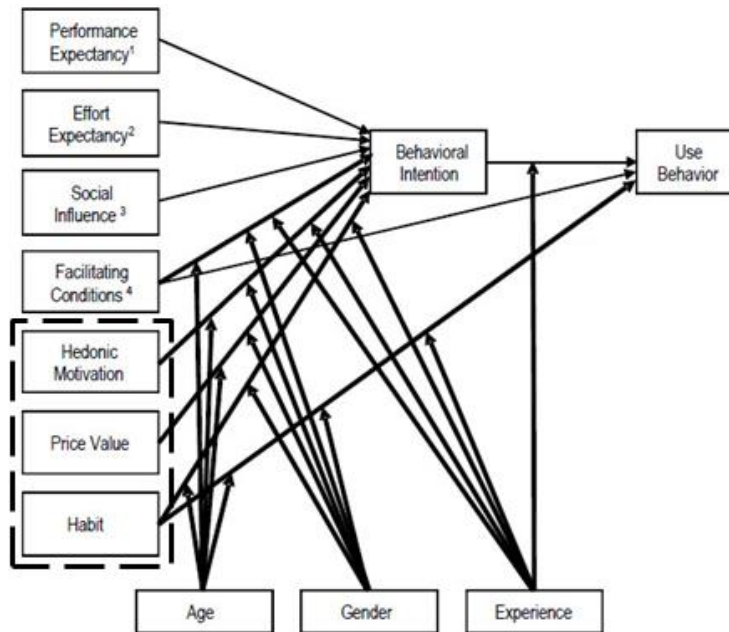 Performance
Expectancy¹
Effort
Expectancy²
Social
Influence ³
Facilitating
Conditions ⁴
Hedonic
Motivation
Price Value
Habit
Behavioral
Intention
Use
Behavior
Age
Gender
Experience